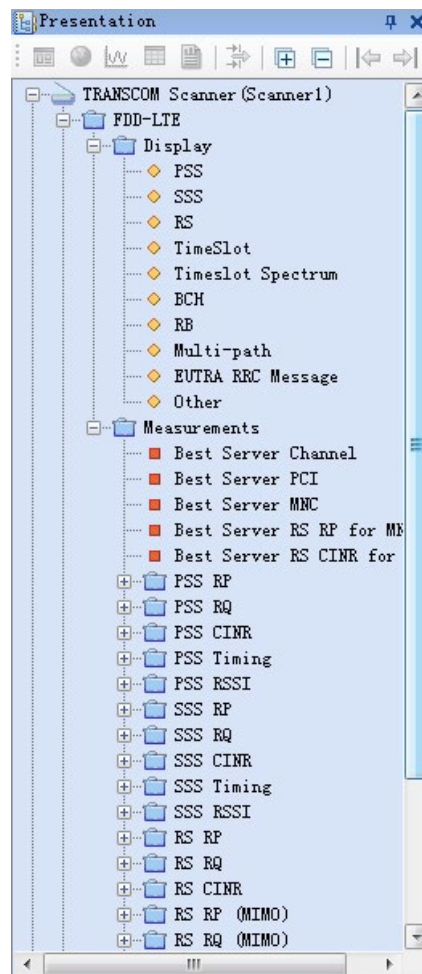 Presentation
TRANSCOM Scanner(Scanner1)
FDD-LTE
Display
PSS
SSS
RS
TimeSlot
Timeslot Spectrum
BCH
RB
Multi-path
EUTRA RRC Message
Other
Measurements
Best Server Channel
Best Server PCI
Best Server MNC
Best Server RS RP for
Best Server RS CINR for
PSS RP
PSS RQ
PSS CINR
PSS Timing
PSS RSSI
SSS RP
SSS RQ
SSS CINR
SSS Timing
SSS RSSI
RS RP
RS RQ
RS CINR
RS RP (MIMO)
RS RQ (MIMO)